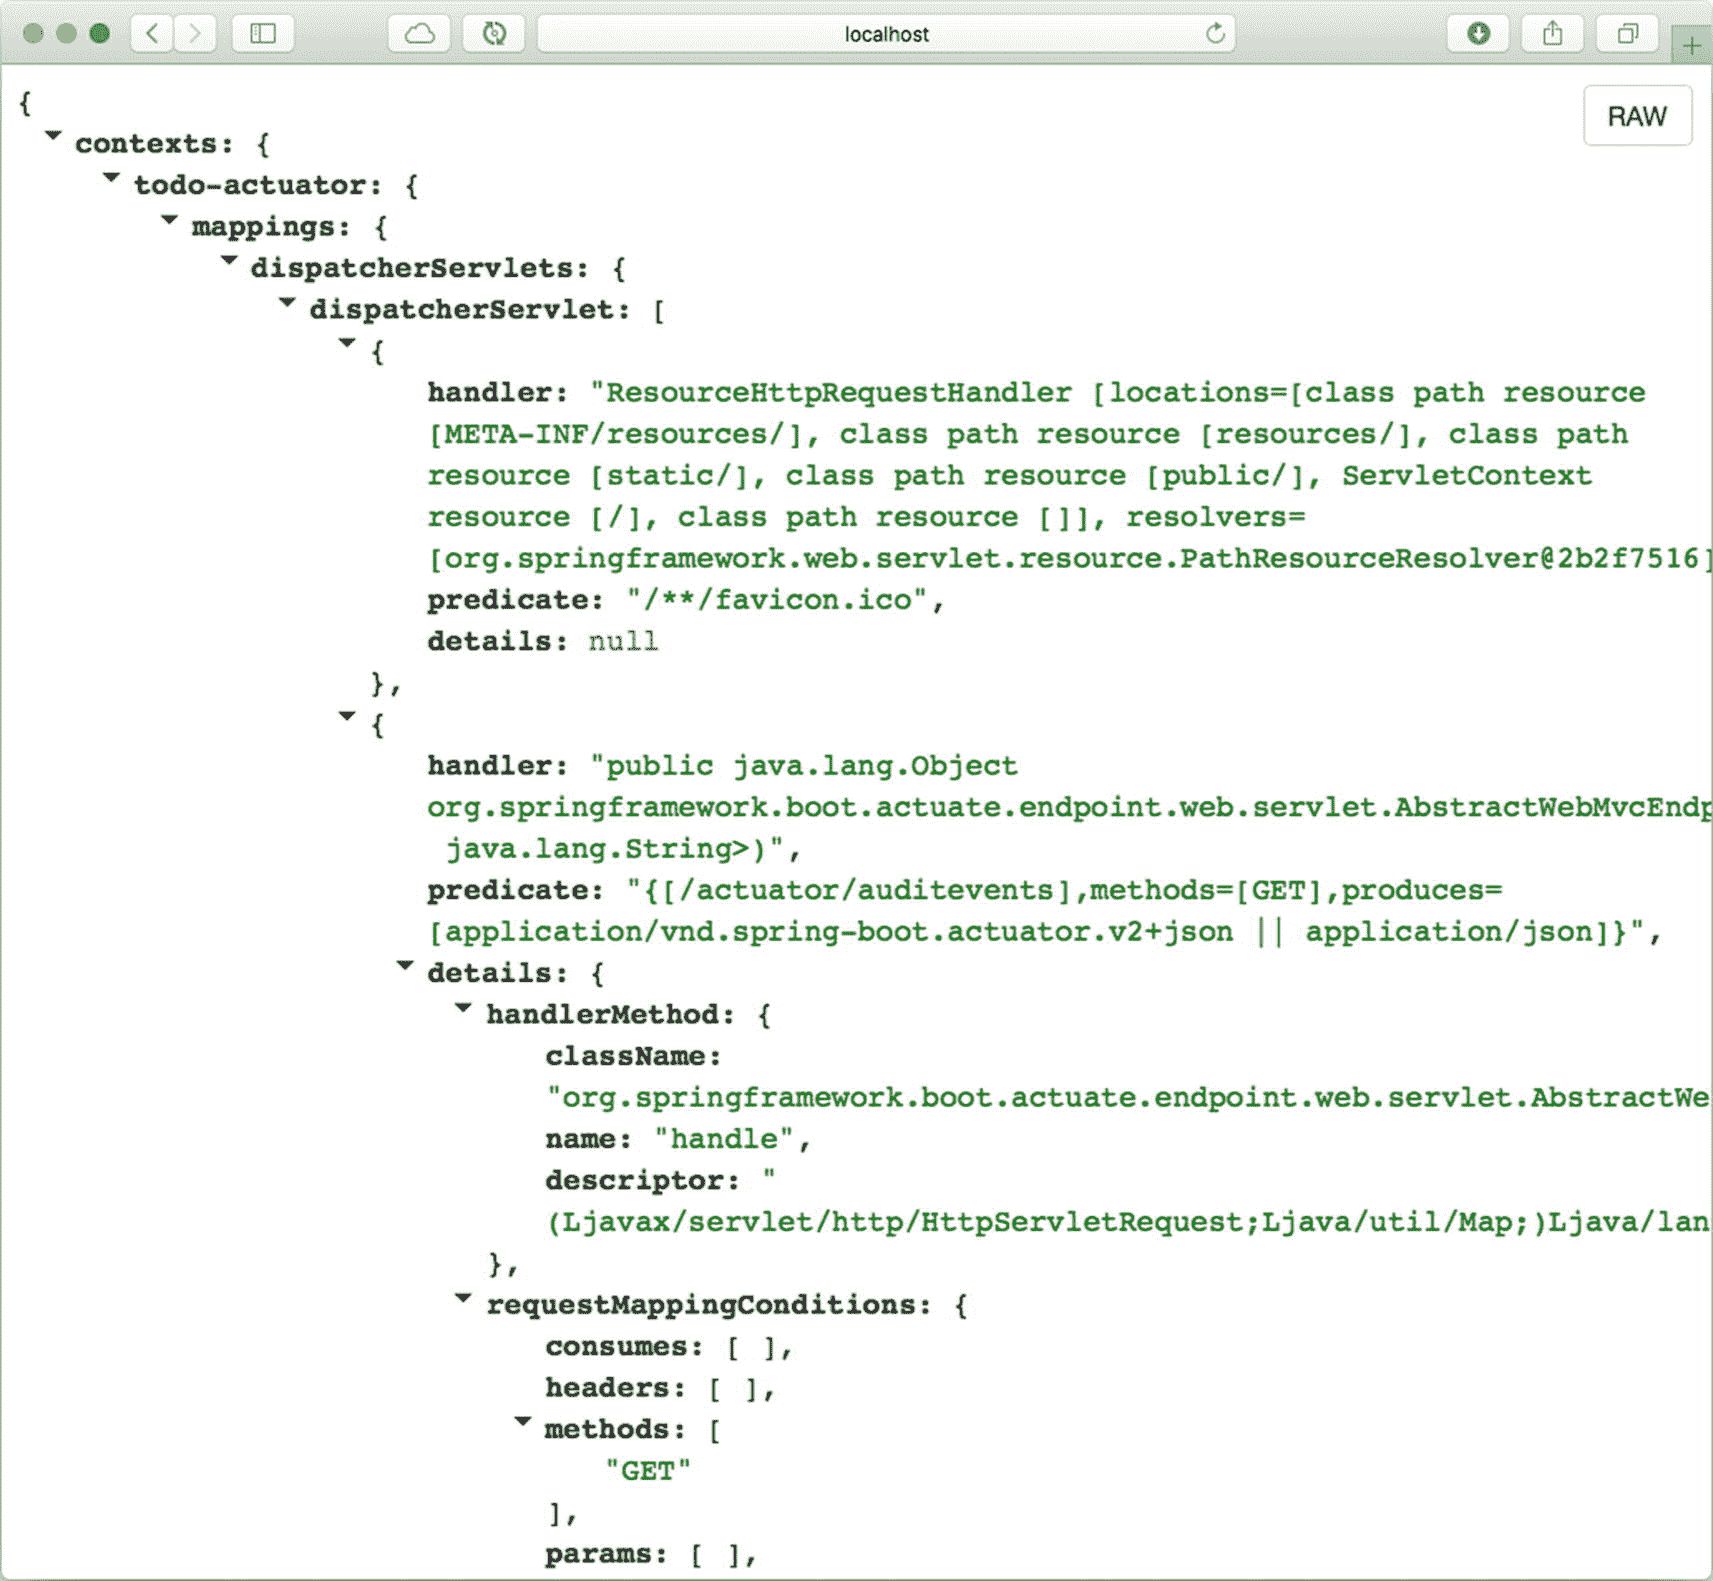 localhost
RAW
{
contexts: {
todo-actuator: {
mappings: {
dispatcherServlets: {
dispatcherServlet: [
{
handler: "ResourceHttpRequestHandler [locations=[class path resource
[META-INF/resources/], class path resource [resources/], class path
resource [static/], class path resource [public/], ServletContext
resource [/], class path resource []], resolvers=
[org.springframework.web.servlet.resource.PathResourceResolver@2b2f7516]
predicate: "/**/favicon.ico",
details: null
},
{
handler: "public java.lang.Object
org.springframework.boot.actuate.endpoint.web.servlet.AbstractWebMvcEndp
java.lang.String>)",
predicate: "{[/actuator/auditevents],methods=[GET],produces=
[application/vnd.spring-boot.actuator.v2+json || application/json]}",
details: {
handlerMethod: {
className:
"org.springframework.boot.actuate.endpoint.web.servlet.AbstractWe
name: "handle",
descriptor: "
(Ljavax/servlet/http/HttpServletRequest;Ljava/util/Map;)Ljava/lan
},
requestMappingConditions: {
consumes: [ ],
headers: [ ],
methods: [
"GET"
],
params: [ ],